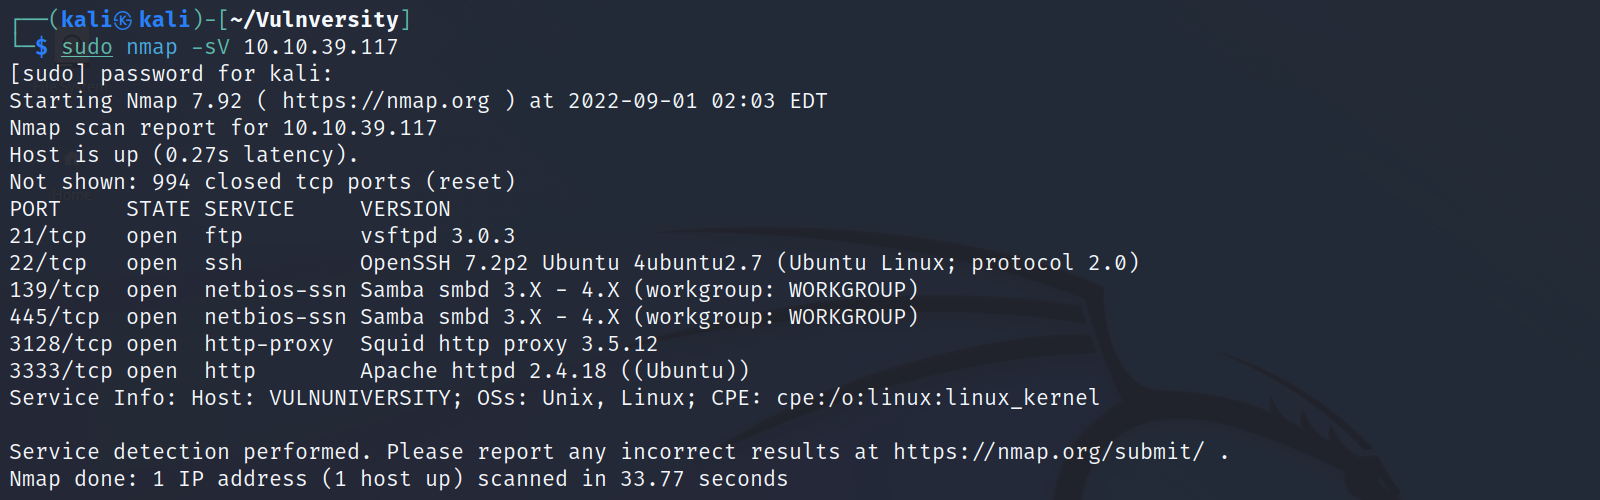 ┌──(kali㉿kali)-[~/Vulnversity]
└─$ sudo nmap -sV 10.10.39.117
[sudo] password for kali:
Starting Nmap 7.92 ( https://nmap.org ) at 2022-09-01 02:03 EDT
Nmap scan report for 10.10.39.117
Host is up (0.27s latency).
Not shown: 994 closed tcp ports (reset)
PORT     STATE SERVICE     VERSION
21/tcp   open  ftp         vsftpd 3.0.3
22/tcp   open  ssh         OpenSSH 7.2p2 Ubuntu 4ubuntu2.7 (Ubuntu Linux; protocol 2.0)
139/tcp  open  netbios-ssn Samba smbd 3.X - 4.X (workgroup: WORKGROUP)
445/tcp  open  netbios-ssn Samba smbd 3.X - 4.X (workgroup: WORKGROUP)
3128/tcp open  http-proxy  Squid http proxy 3.5.12
3333/tcp open  http        Apache httpd 2.4.18 ((Ubuntu))
Service Info: Host: VULNUNIVERSITY; OSs: Unix, Linux; CPE: cpe:/o:linux:linux_kernel

Service detection performed. Please report any incorrect results at https://nmap.org/submit/ .
Nmap done: 1 IP address (1 host up) scanned in 33.77 seconds